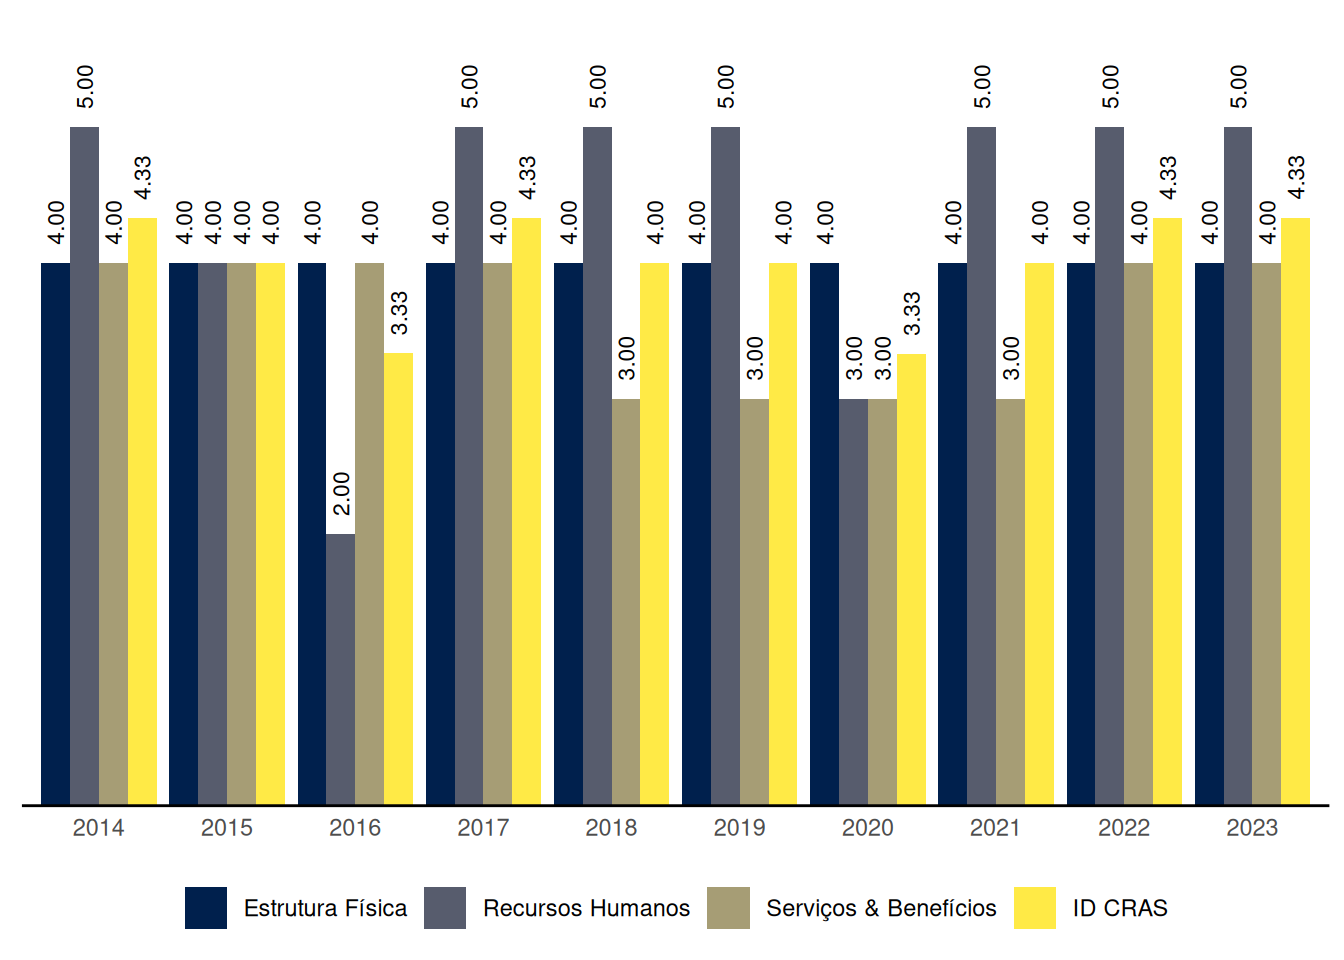 5.00 5.00 5.00 5.00 5.00 5.00 5.00
4.33 4.33 4.33 4.33
4.00 4.00 4.00 4.00 4.00 4.00 4.00 4.00 4.00 4.00 4.00 4.00 4.00 4.00 4.00 4.00 4.00 4.00 4.00 4.00 4.00
3.33 3.33
3.00 3.00 3.00 3.00 3.00
2.00
2014 2015 2016 2017 2018 2019 2020 2021 2022 2023
Estrutura Física Recursos Humanos Serviços & Benefícios ID CRAS